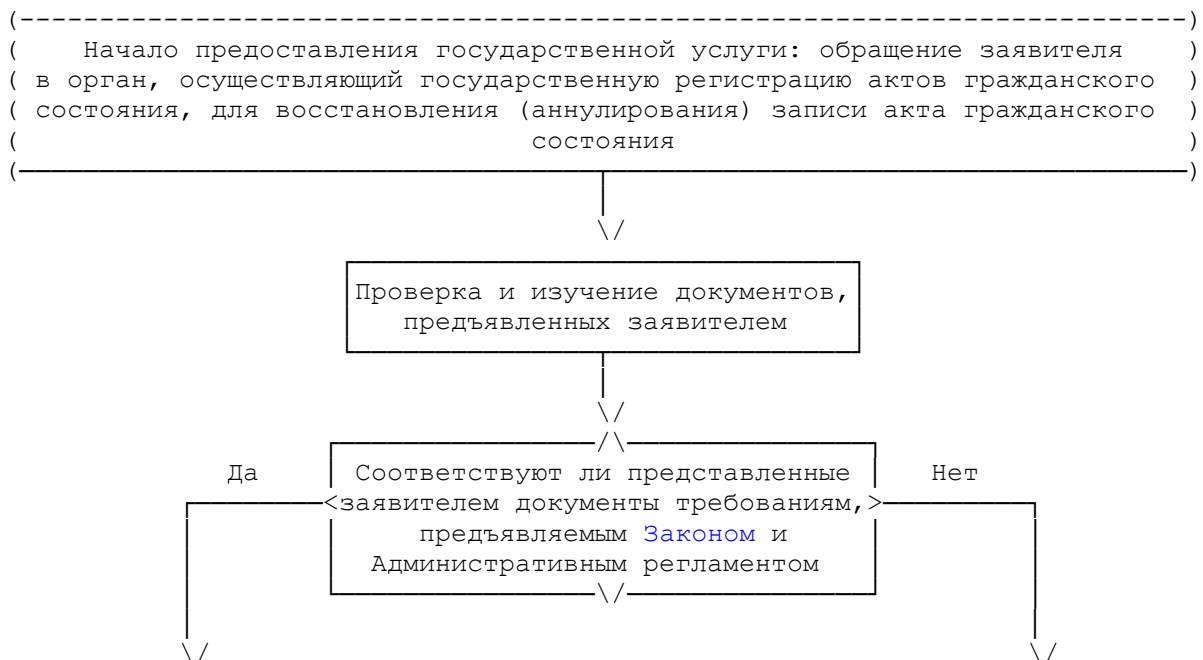 Начало предоставления государственной услуги: обращение заявителя
в орган, осуществляющий государственную регистрацию актов гражданского
состояния, для восстановления (аннулирования) записи акта гражданского
состояния
Проверка и изучение документов,
предъявленных заявителем
Да
Соответствуют ли представленные
Нет
заявителем документы требованиям,
предъявляемым Законом и
Административным регламентом